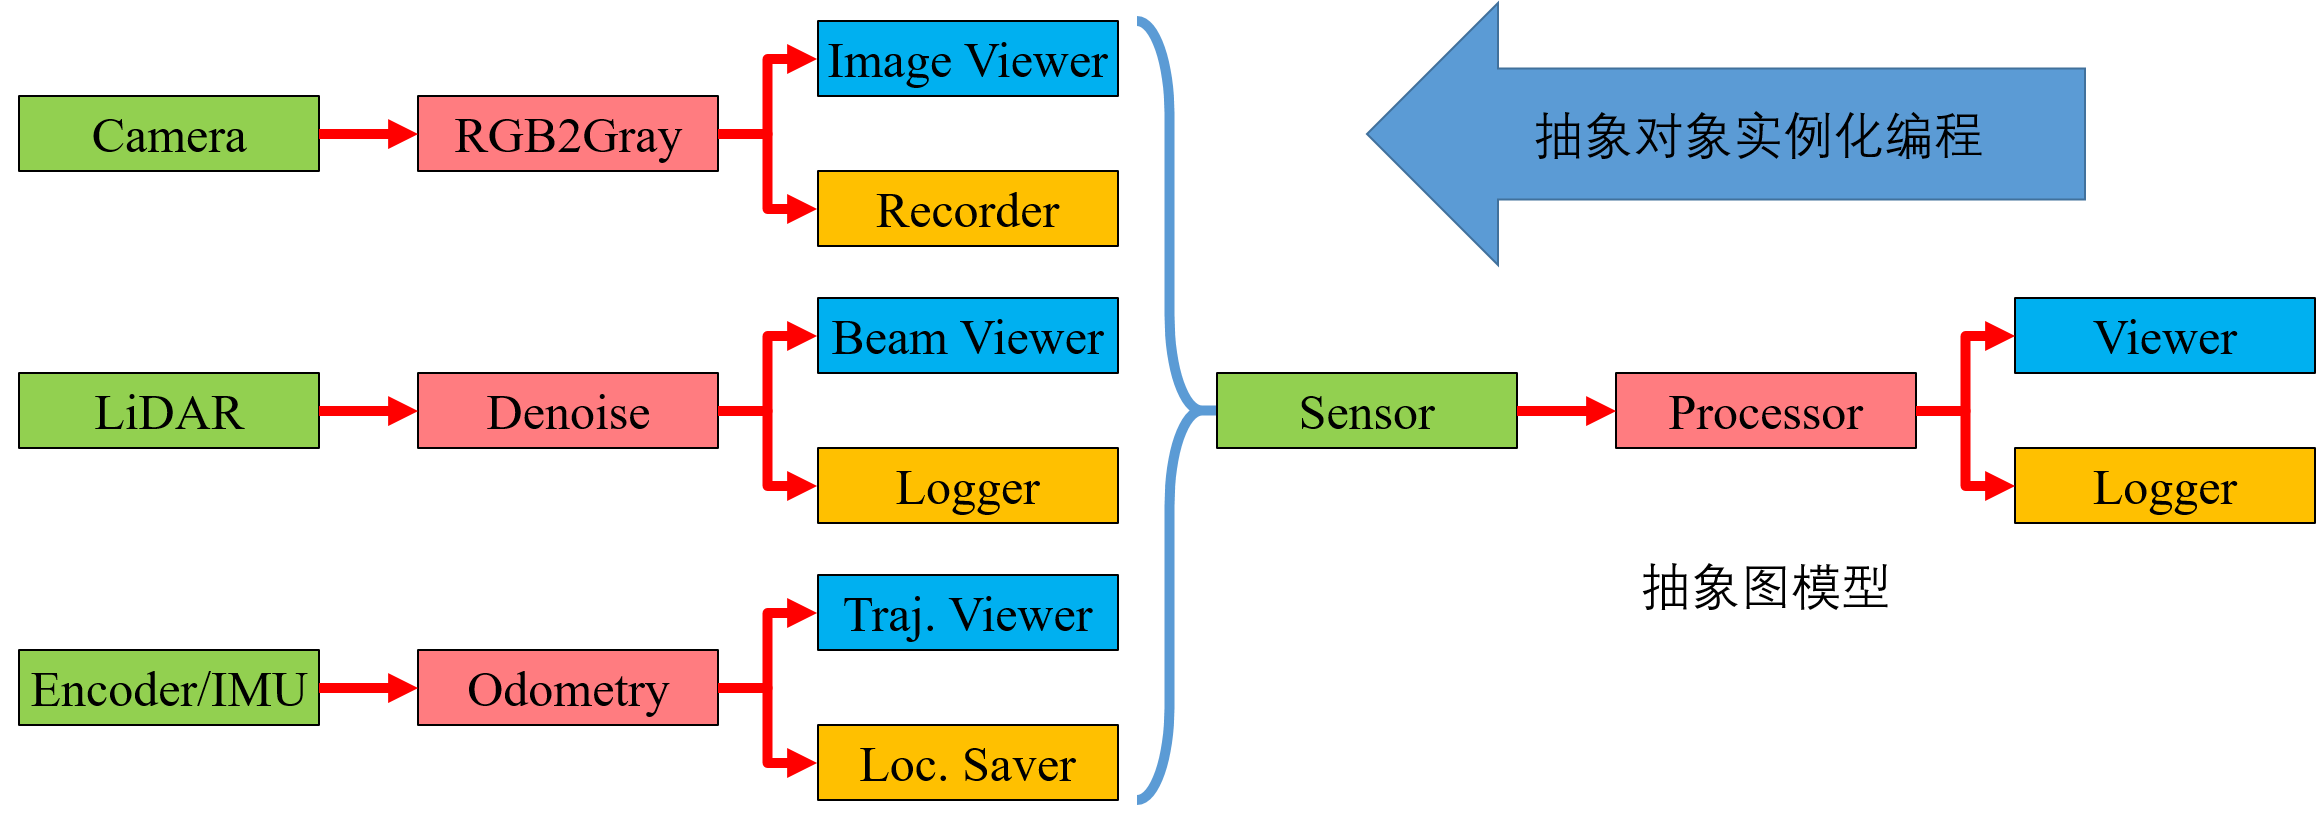 Image Viewer
Camera
RGB2Gray
Recorder
Beam Viewer
LiDAR
Denoise
Logger
Traj. Viewer
Encoder/IMU
Odometry
Loc. Saver
抽象对象实例化编程
Sensor
Processor
Viewer
Logger
抽象图模型